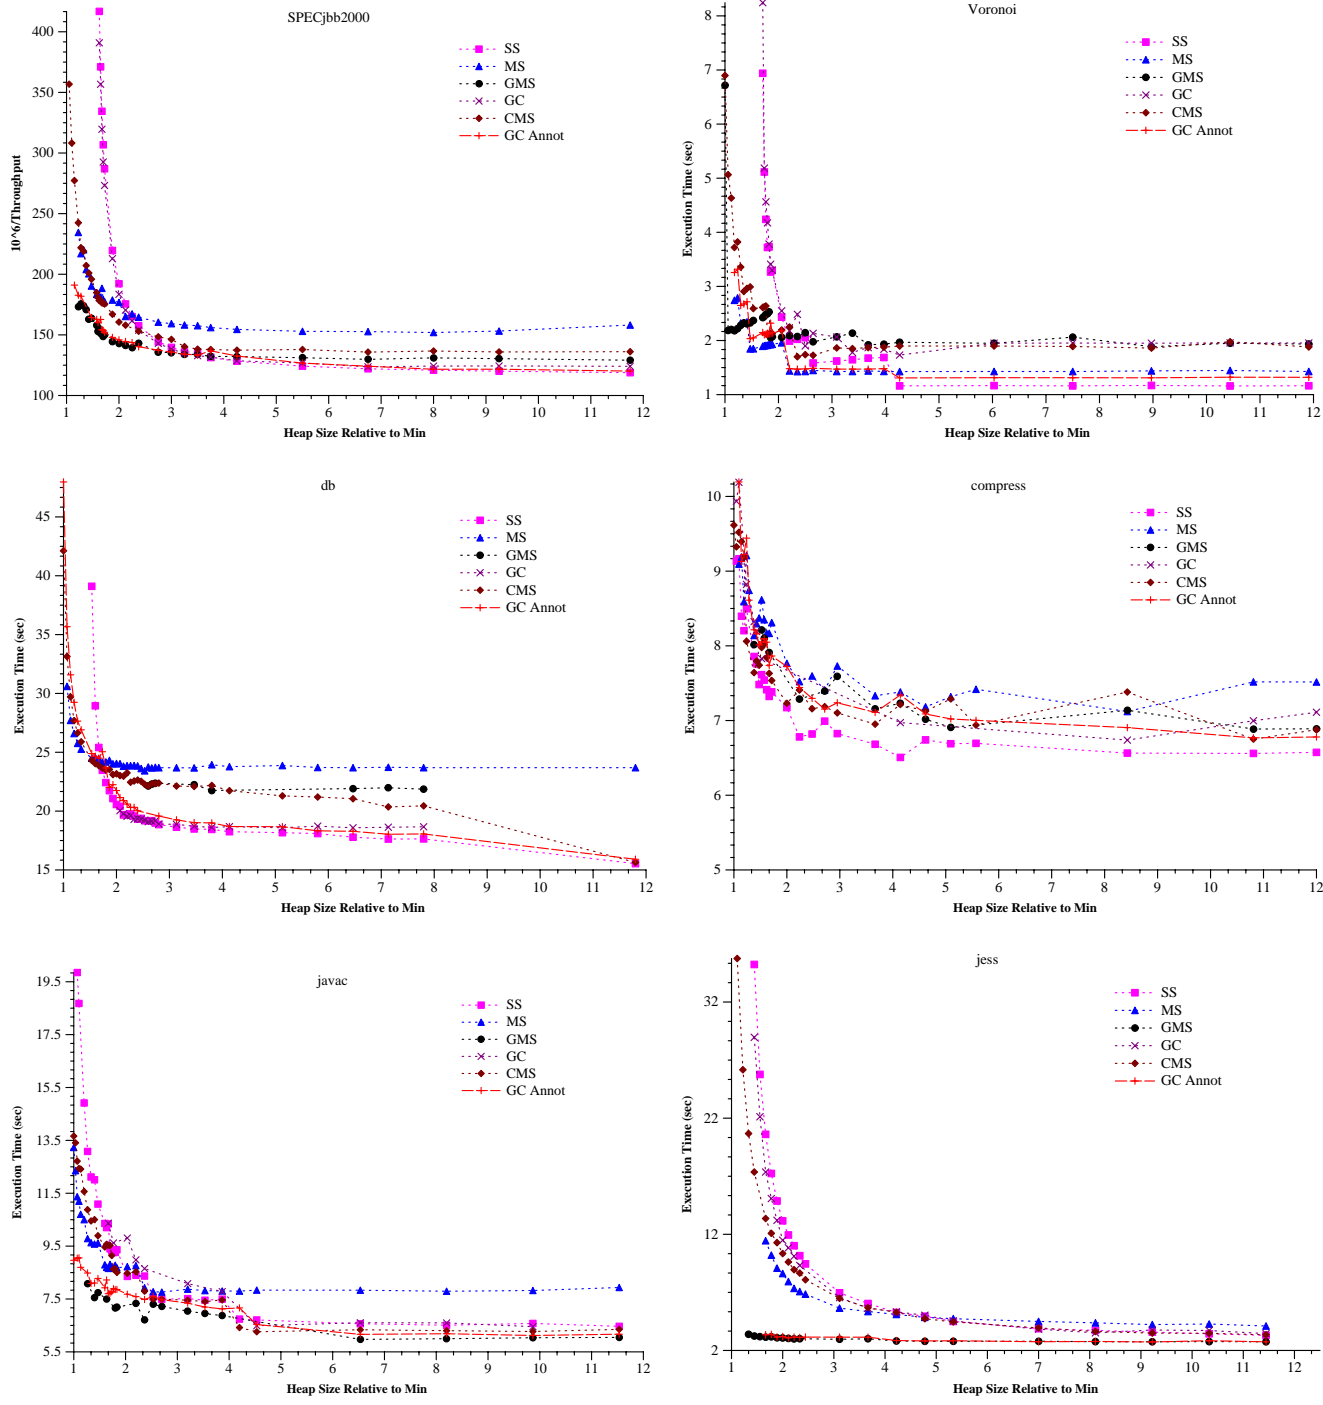 SPECjbb2000
10^6/Throughput
400
350
300
250
200
150
100
SS
MS
GMS
GC
CMS
GC Annot
1 2 3 4 5 6 7 8 9 10 11 12
Heap Size Relative to Min
Voronoi
Execution Time (sec)
8
7
6
5
4
3
2
1
SS
MS
GMS
GC
CMS
GC Annot
1 2 3 4 5 6 7 8 9 10 11 12
Heap Size Relative to Min
db
Execution Time (sec)
45
40
35
30
25
20
15
SS
MS
GMS
GC
CMS
GC Annot
1 2 3 4 5 6 7 8 9 10 11 12
Heap Size Relative to Min
compress
Execution Time (sec)
10
9
8
7
6
5
SS
MS
GMS
GC
CMS
GC Annot
1 2 3 4 5 6 7 8 9 10 11 12
Heap Size Relative to Min
javac
Execution Time (sec)
19.5
17.5
15.5
13.5
11.5
9.5
7.5
5.5
SS
MS
GMS
GC
CMS
GC Annot
1 2 3 4 5 6 7 8 9 10 11 12
Heap Size Relative to Min
jess
Execution Time (sec)
32
22
12
2
SS
MS
GMS
GC
CMS
GC Annot
1 2 3 4 5 6 7 8 9 10 11 12
Heap Size Relative to Min